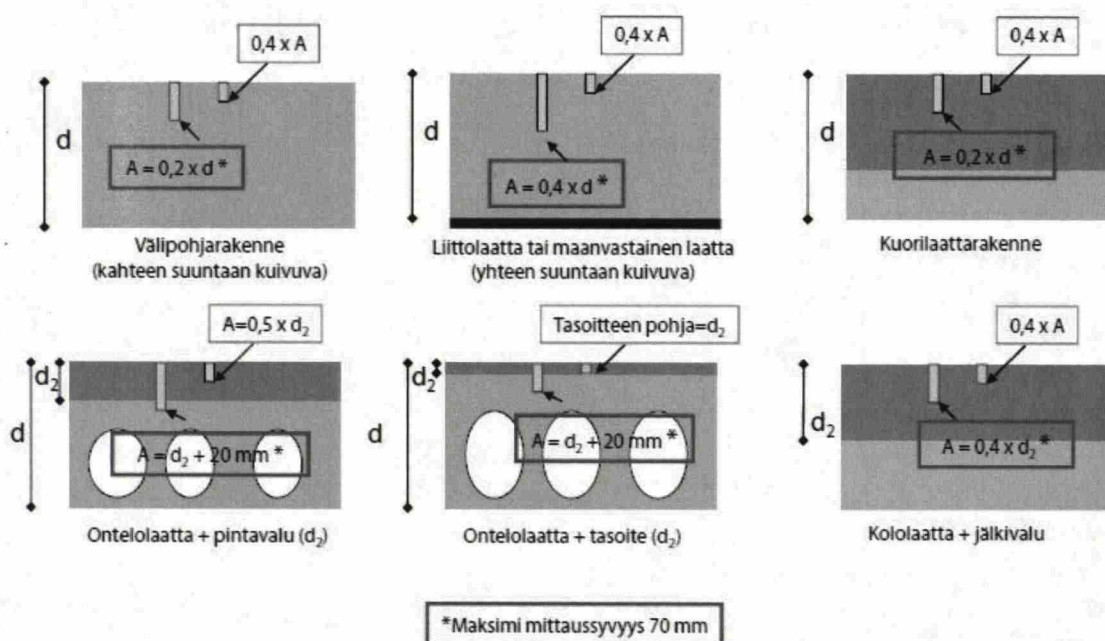 0,4 x A
d
A = 0,2 x d *
Välipohjarakenne
(kahteen suuntaan kuivuva)
0,4 x A
d
A = 0,4 x d *
Liittolaatta tai maanvastainen laatta
(yhteen suuntaan kuivuva)
0,4 x A
d
A = 0,2 x d *
Kuorilaattarakenne
A=0,5 x d₂
d₂
d
A = d₂ + 20 mm *
Ontelolaatta + pintavalu (d₂)
Tasoitteen pohja=d₂
d₂
d
A = d₂ + 20 mm *
Ontelolaatta + tasoite (d₂)
0,4 x A
d₂
A = 0,4 x d₂ *
Kololaatta + jälkivalu
*Maksimi mittaussyvyys 70 mm